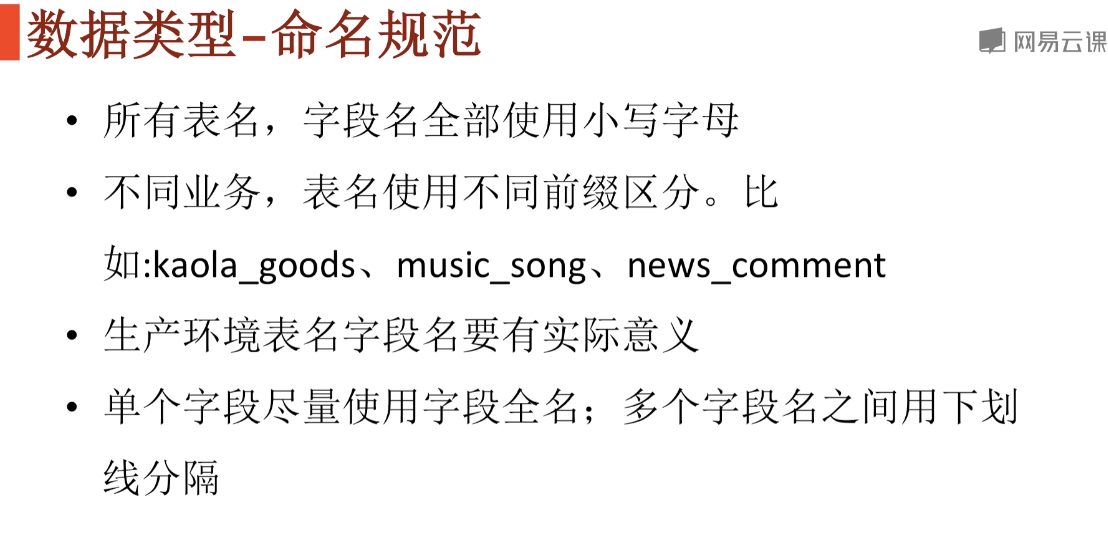 数据类型-命名规范
网易云课
• 所有表名，字段名全部使用小写字母
• 不同业务，表名使用不同前缀区分。比
如:kaola_goods、music_song、news_comment
• 生产环境表名字段名要有实际意义
• 单个字段尽量使用字段全名；多个字段名之间用下划
线分隔